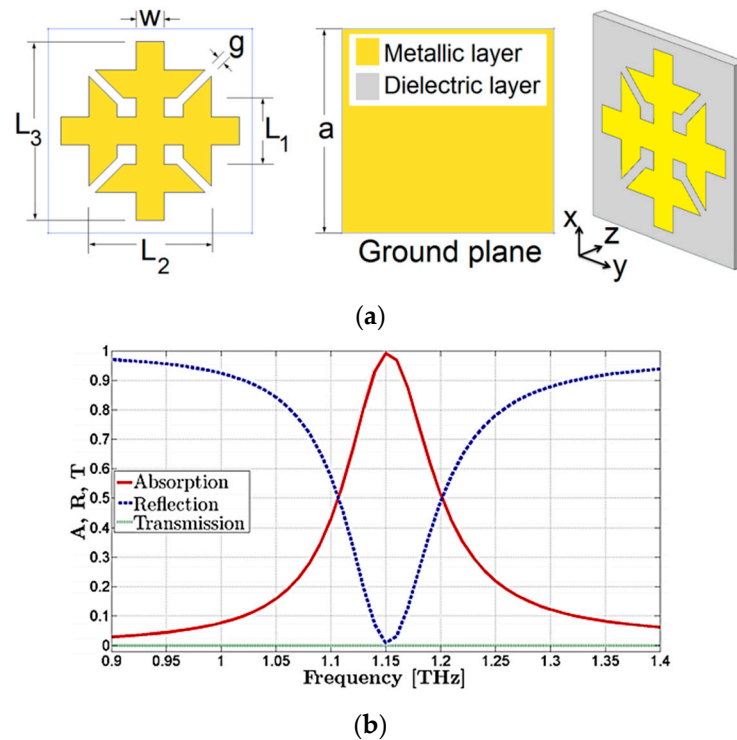 w
g
L3
L1
L2
a
Metallic layer
Dielectric layer
Ground plane
x
z
y
(a)
A, R, T
1
0.9
0.8
0.7
0.6
0.5
0.4
0.3
0.2
0.1
0
Absorption
Reflection
Transmission
0.9 0.95 1 1.05 1.1 1.15 1.2 1.25 1.3 1.35 1.4
Frequency [THz]
(b)